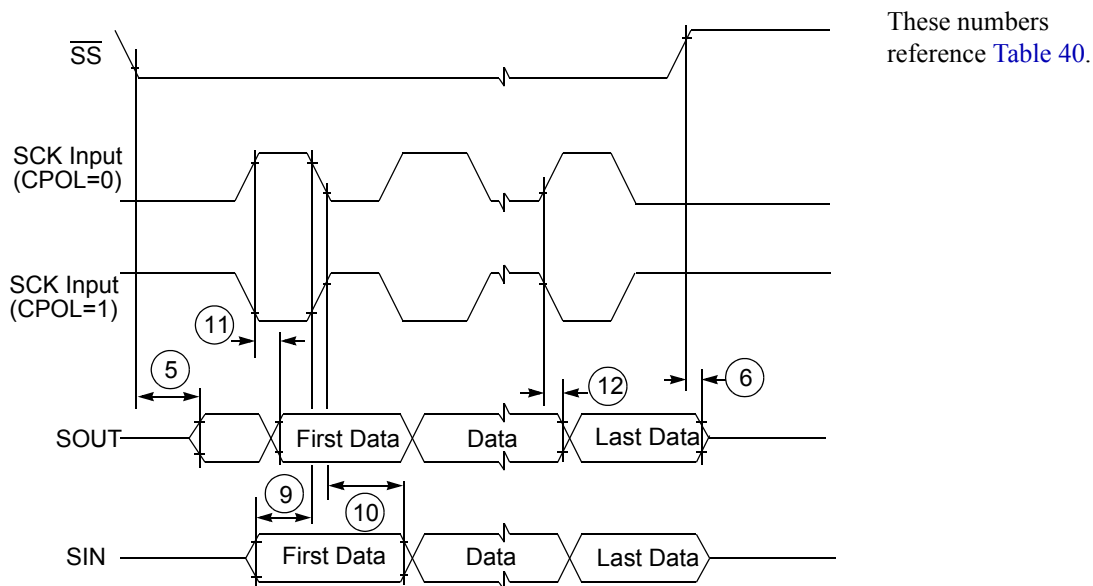 These numbers
reference Table 40.
SS
SCK Input
(CPOL=0)
SCK Input
(CPOL=1)
11
5
12
6
SOUT
First Data
Data
Last Data
9
10
SIN
First Data
Data
Last Data